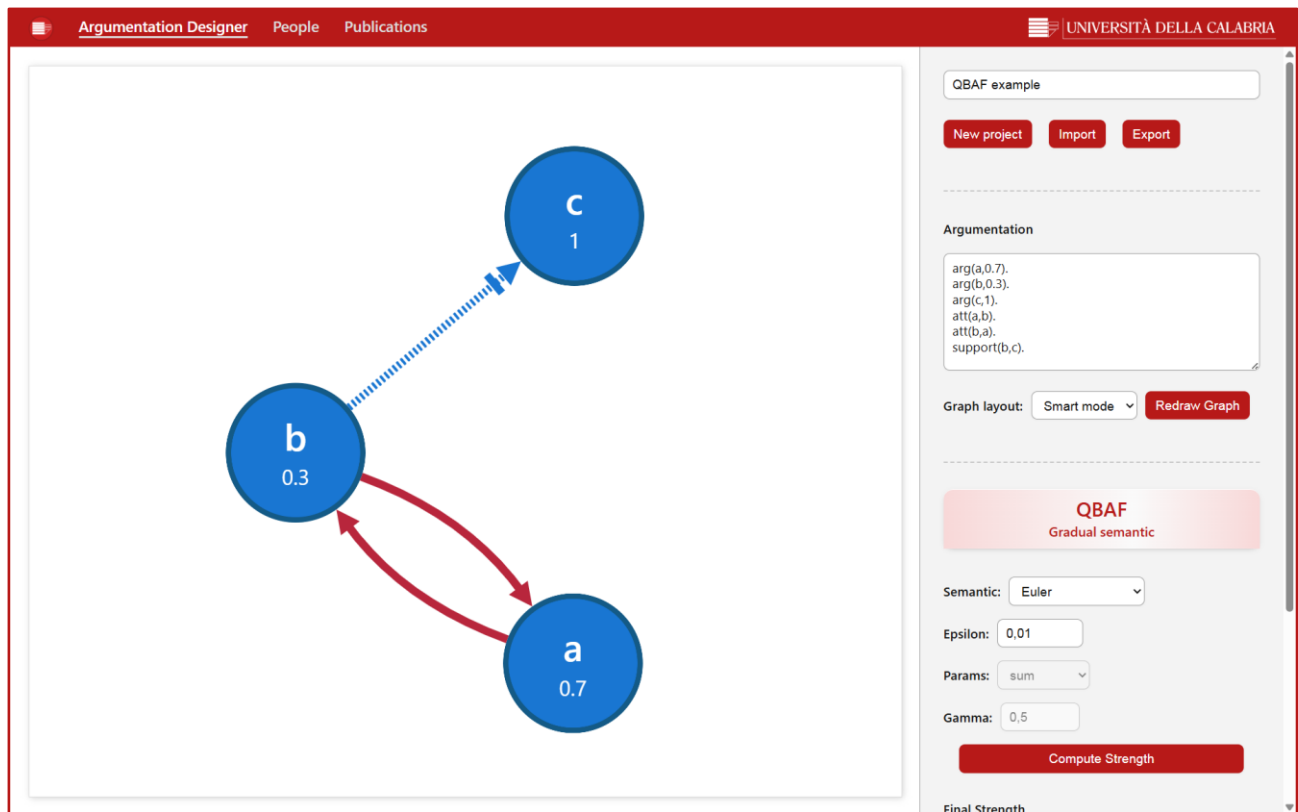 Argumentation Designer People Publications UNIVERSITÀ DELLA CALABRIA
QBAF example
New project Import Export
c
1
Argumentation
arg(a,0.7).
arg(b,0.3).
arg(c,1).
att(a,b).
att(b,a).
support(b,c).
Graph layout: Smart mode Redraw Graph
b
0.3
QBAF
Gradual semantic
Semantic: Euler
Epsilon: 0,01
a
0.7
Params: sum
Gamma: 0,5
Compute Strength
Final Strength